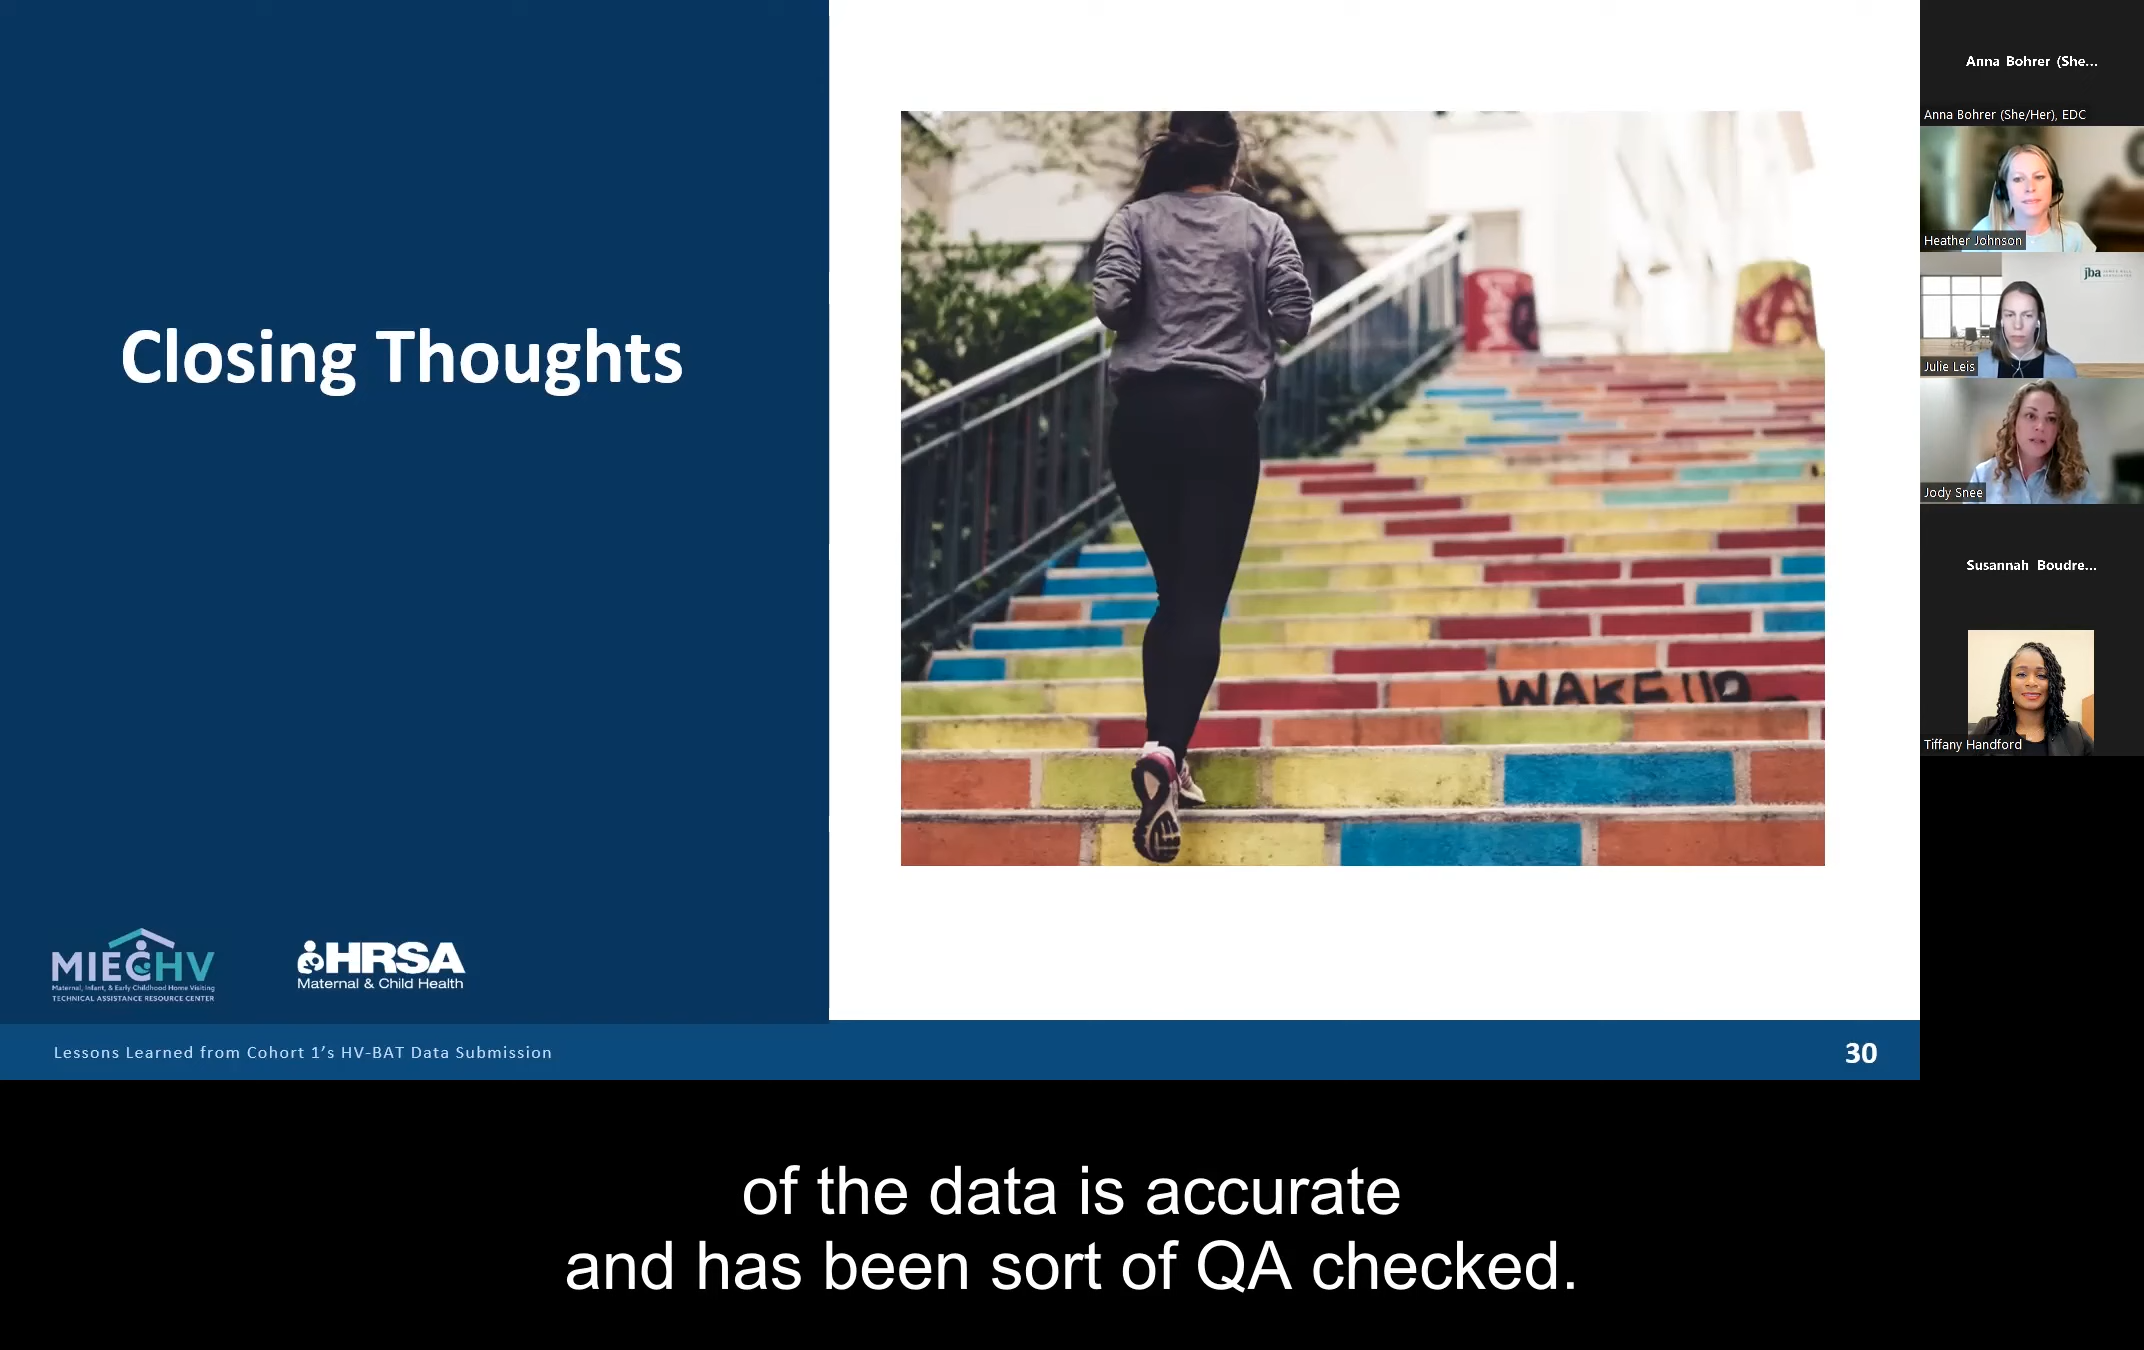 Closing Thoughts
WAKE UP
MIECHV
Maternal, Infant, & Early Childhood Home Visiting
TECHNICAL ASSISTANCE RESOURCE CENTER
HRSA
Maternal & Child Health
Lessons Learned from Cohort 1's HV-BAT Data Submission
30
Anna Bohrer (She...
Anna Bohrer (She/Her), EDC
Heather Johnson
jba
Julie Leis
Jody Snee
Susannah Boudre...
Tiffany Handford
of the data is accurate
and has been sort of QA checked.